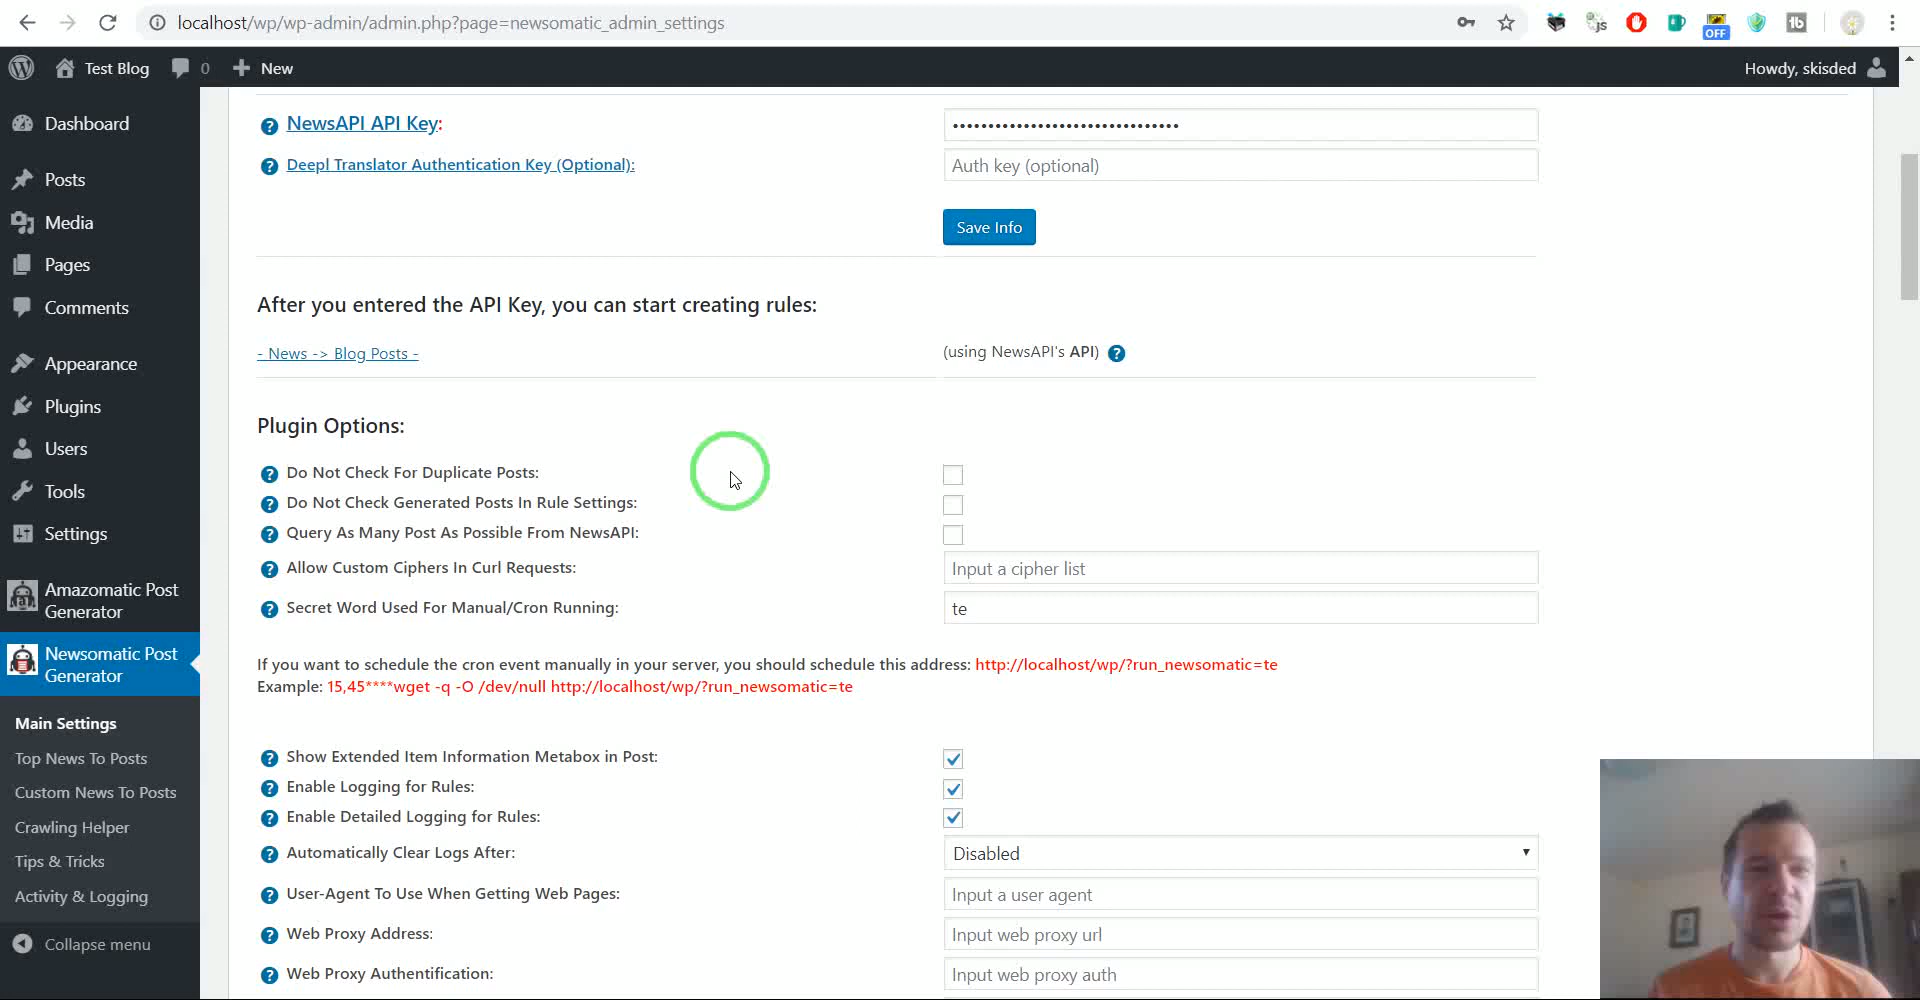 localhost/wp/wp-admin/admin.php?page=newsomatic_admin_settings
OFF
Test Blog 0 New Howdy, skisded
Dashboard
Posts
Media
Pages
Comments
Appearance
Plugins
Users
Tools
Settings
Amazomatic Post
Generator
Newsomatic Post
Generator
Main Settings
Top News To Posts
Custom News To Posts
Crawling Helper
Tips & Tricks
Activity & Logging
Collapse menu
NewsAPI API Key:
Deepl Translator Authentication Key (Optional): Auth key (optional)
Save Info
After you entered the API Key, you can start creating rules:
- News -> Blog Posts - (using NewsAPI's API)
Plugin Options:
Do Not Check For Duplicate Posts:
Do Not Check Generated Posts In Rule Settings:
Query As Many Post As Possible From NewsAPI:
Allow Custom Ciphers In Curl Requests: Input a cipher list
Secret Word Used For Manual/Cron Running: te
If you want to schedule the cron event manually in your server, you should schedule this address: http://localhost/wp/?run_newsomatic=te
Example: 15,45****wget -q -O /dev/null http://localhost/wp/?run_newsomatic=te
Show Extended Item Information Metabox in Post:
Enable Logging for Rules:
Enable Detailed Logging for Rules:
Automatically Clear Logs After: Disabled
User-Agent To Use When Getting Web Pages: Input a user agent
Web Proxy Address: Input web proxy url
Web Proxy Authentification: Input web proxy auth